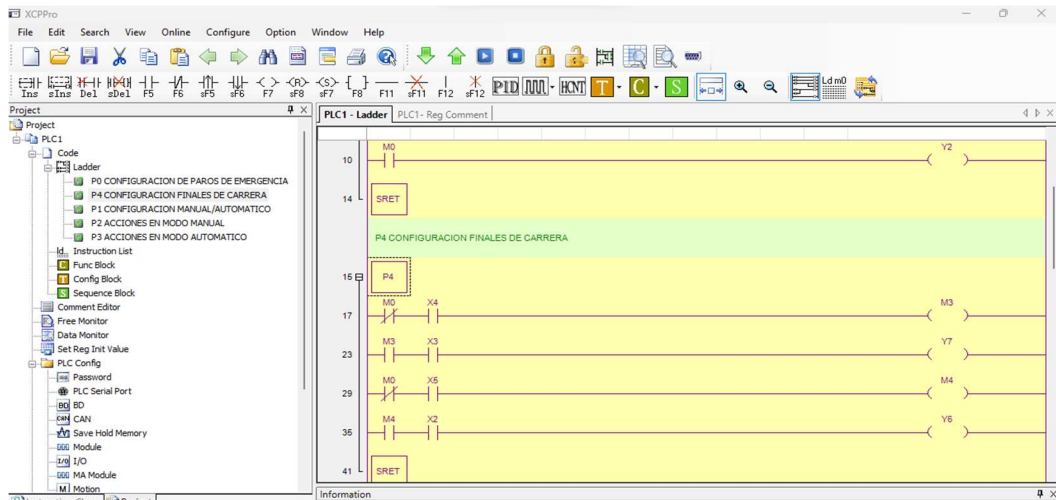 XCPPro
File Edit Search View Online Configure Option Window Help
Ins sIns Del sDel F5 F6 sF5 sF6 F7 sF8 sF7 F8 F11 sF11 F12 sF12 PID HCNT T C S Ld m0
Project
PLC1 - Ladder PLC1- Reg Comment
Project
PLC1
Code
Ladder
P0 CONFIGURACION DE PAROS DE EMERGENCIA
P4 CONFIGURACION FINALES DE CARRERA
P1 CONFIGURACION MANUAL/AUTOMATICO
P2 ACCIONES EN MODO MANUAL
P3 ACCIONES EN MODO AUTOMATICO
Instruction List
Func Block
Config Block
Sequence Block
Comment Editor
Free Monitor
Data Monitor
Set Reg Init Value
PLC Config
Password
PLC Serial Port
BD BD
CAN CAN
Save Hold Memory
Module
I/O I/O
MA Module
M Motion
M0 Y2
10
14 SRET
P4 CONFIGURACION FINALES DE CARRERA
15 P4
M0 X4 M3
17
M3 X3 Y7
23
M0 X5 M4
29
M4 X2 Y6
35
41 SRET
Information